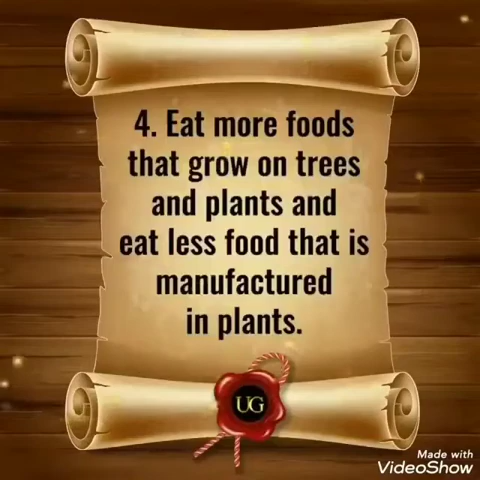 4. Eat more foods
that grow on trees
and plants and
eat less food that is
manufactured
in plants.
UG
Made with
VideoShow